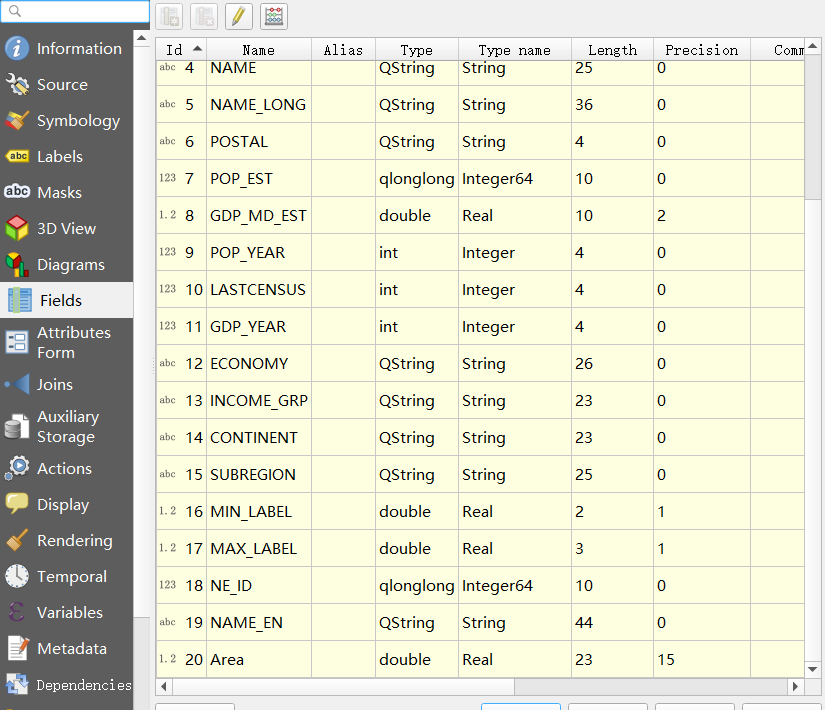 Information
Source
Symbology
Labels
Masks
3D View
Diagrams
Fields
Attributes
Form
Joins
Auxiliary
Storage
Actions
Display
Rendering
Temporal
Variables
Metadata
Dependencies
Id Name Alias Type Type name Length Precision Comm
abc 4 NAME QString String 25 0
abc 5 NAME_LONG QString String 36 0
abc 6 POSTAL QString String 4 0
123 7 POP_EST qlonglong Integer64 10 0
1.2 8 GDP_MD_EST double Real 10 2
123 9 POP_YEAR int Integer 4 0
123 10 LASTCENSUS int Integer 4 0
123 11 GDP_YEAR int Integer 4 0
abc 12 ECONOMY QString String 26 0
abc 13 INCOME_GRP QString String 23 0
abc 14 CONTINENT QString String 23 0
abc 15 SUBREGION QString String 25 0
1.2 16 MIN_LABEL double Real 2 1
1.2 17 MAX_LABEL double Real 3 1
123 18 NE_ID qlonglong Integer64 10 0
abc 19 NAME_EN QString String 44 0
1.2 20 Area double Real 23 15